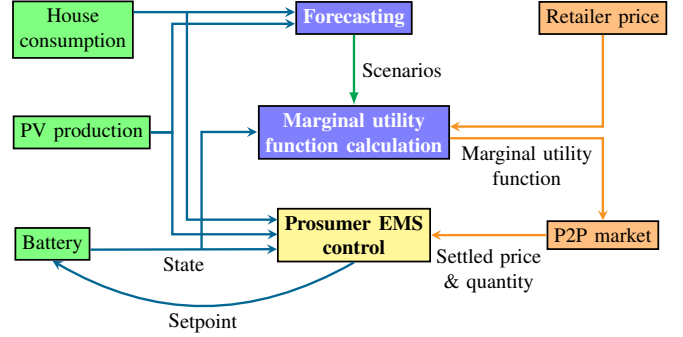 House
consumption
Forecasting
Retailer price
Scenarios
PV production
Marginal utility
function calculation
Marginal utility
function
Battery
State
Prosumer EMS
control
P2P market
Settled price
& quantity
Setpoint